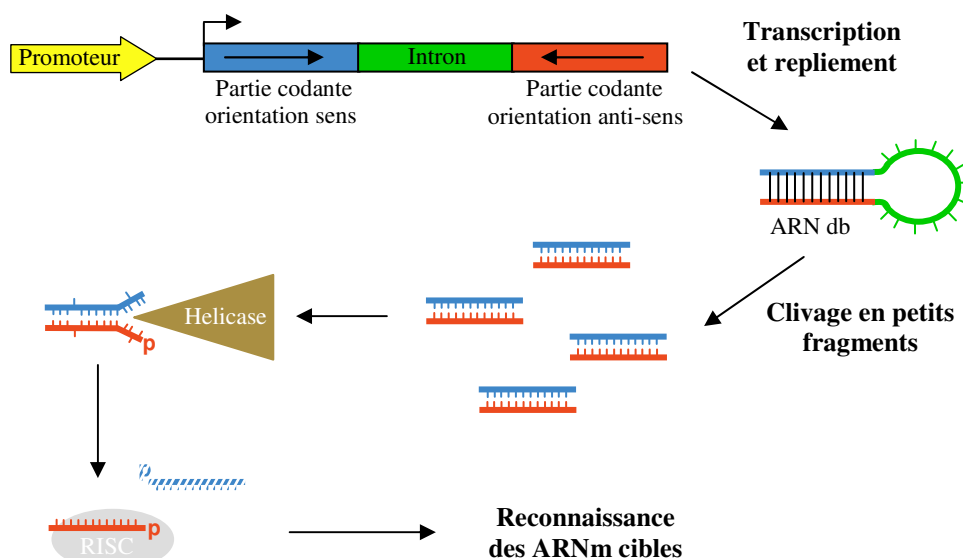 Promoteur
Intron
Partie codante
orientation sens
Partie codante
orientation anti-sens
Transcription
et repliement
ARN db
Clivage en petits
fragments
Helicase
p
p
p
RISC
Reconnaissance
des ARNm cibles